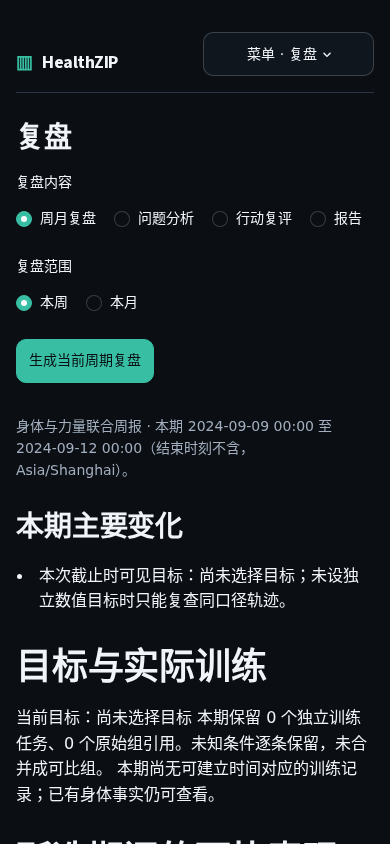 HealthZIP
菜单 · 复盘
复盘
复盘内容
周月复盘 问题分析 行动复评 报告
复盘范围
本周 本月
生成当前周期复盘
身体与力量联合周报 · 本期 2024-09-09 00:00 至
2024-09-12 00:00（结束时刻不含，
Asia/Shanghai）。
本期主要变化
本次截止时可见目标：尚未选择目标；未设独
立数值目标时只能复查同口径轨迹。
目标与实际训练
当前目标：尚未选择目标 本期保留 0 个独立训练
任务、0 个原始组引用。未知条件逐条保留，未合
并成可比组。 本期尚无可建立时间对应的训练记
录；已有身体事实仍可查看。